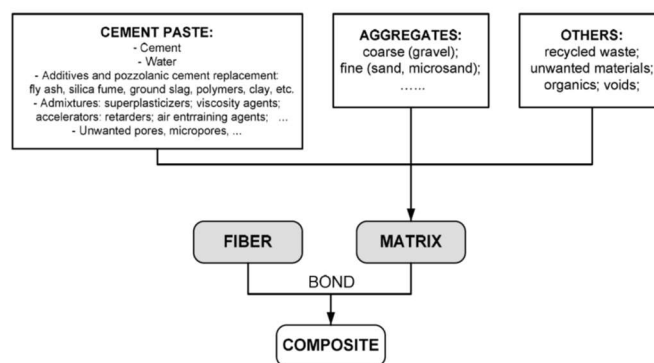 CEMENT PASTE:
- Cement
- Water
- Additives and pozzolanic cement replacement:
fly ash, silica fume, ground slag, polymers, clay, etc.
- Admixtures: superplasticizers; viscosity agents;
accelerators: retarders; air entrraining agents; ...
- Unwanted pores, micropores, ...
AGGREGATES:
coarse (gravel);
fine (sand, microsand);
......
OTHERS:
recycled waste;
unwanted materials;
organics; voids;
FIBER
MATRIX
BOND
COMPOSITE